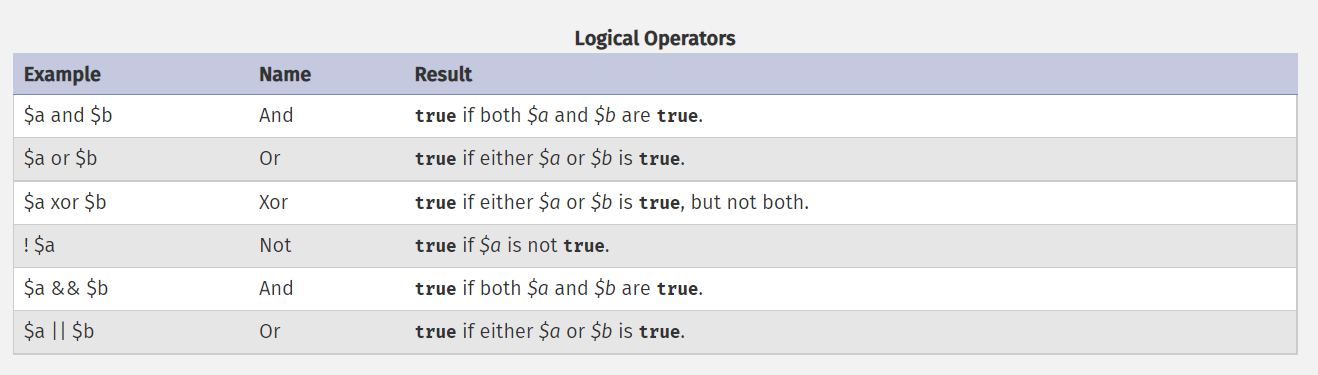 Logical Operators
Example Name Result
$a and $b And true if both $a and $b are true.
$a or $b Or true if either $a or $b is true.
$a xor $b Xor true if either $a or $b is true, but not both.
! $a Not true if $a is not true.
$a && $b And true if both $a and $b are true.
$a || $b Or true if either $a or $b is true.